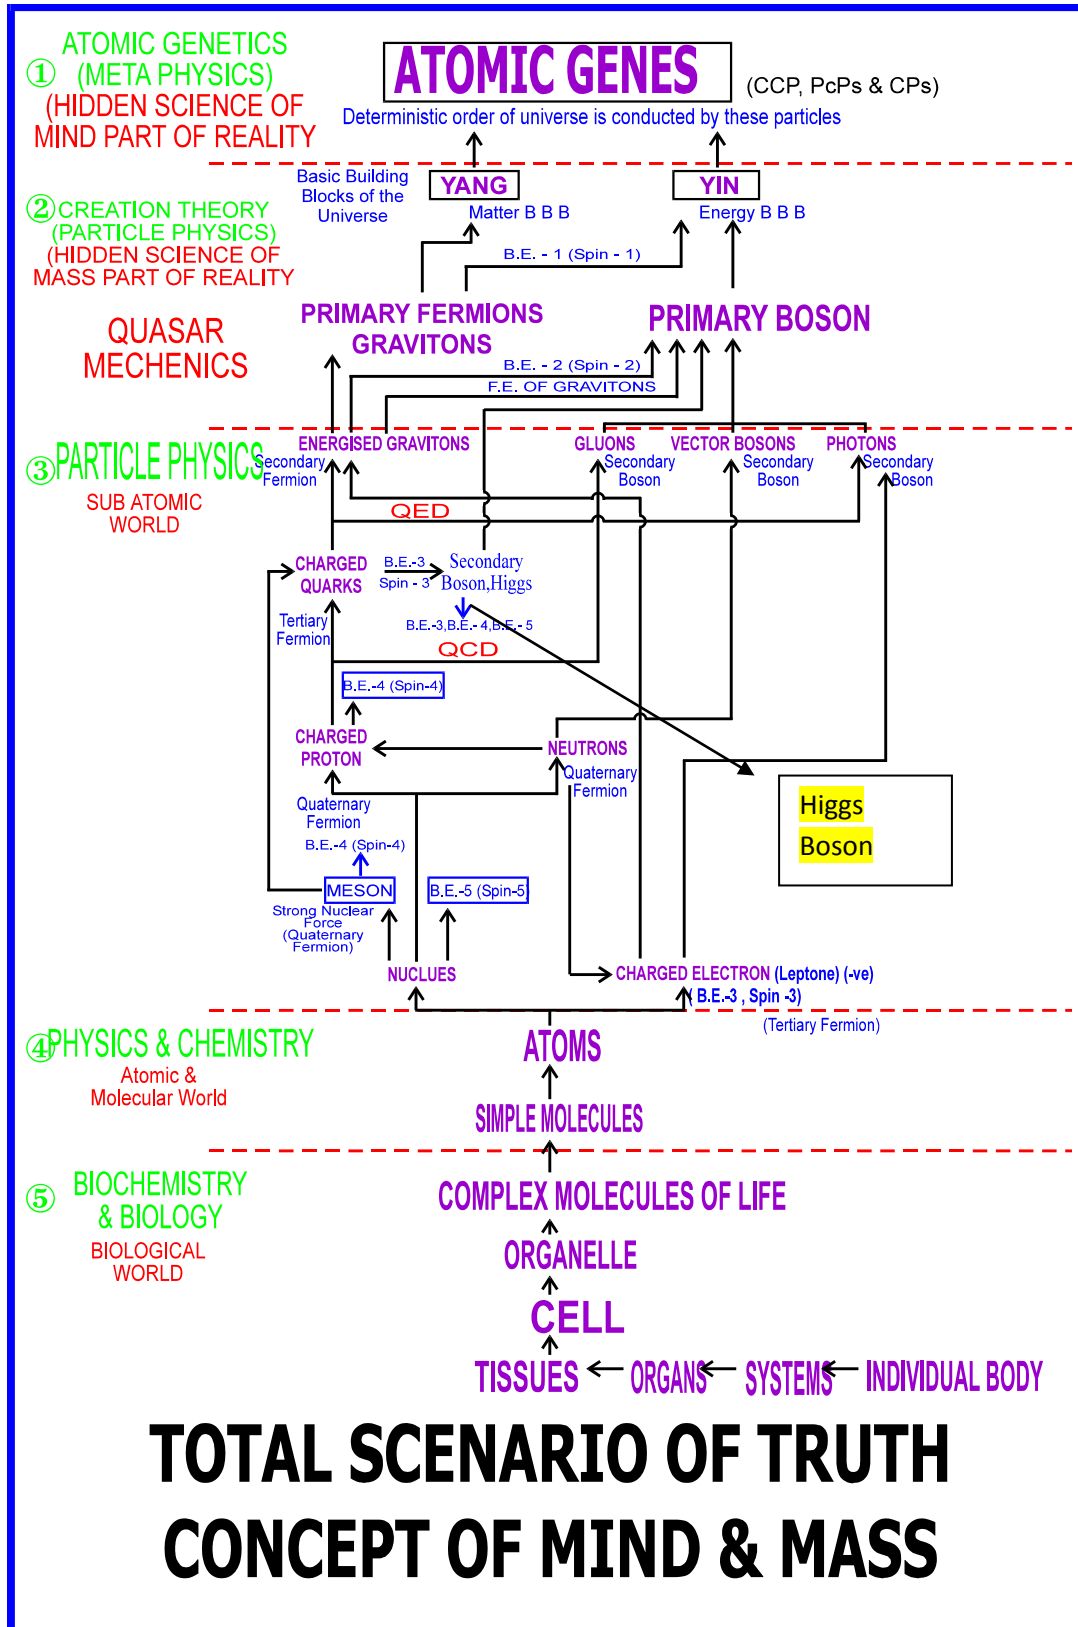 ATOMIC GENETICS
① (META PHYSICS)
(HIDDEN SCIENCE OF
MIND PART OF REALITY
ATOMIC GENES
(CCP, PcPs & CPs)
Deterministic order of universe is conducted by these particles
Basic Building
Blocks of the
Universe
YANG
YIN
Matter B B B
Energy B B B
② CREATION THEORY
(PARTICLE PHYSICS)
(HIDDEN SCIENCE OF
MASS PART OF REALITY
B.E. - 1 (Spin - 1)
QUASAR
MECHENICS
PRIMARY FERMIONS
GRAVITONS
PRIMARY BOSON
B.E. - 2 (Spin - 2)
F.E. OF GRAVITONS
③ PARTICLE PHYSICS
SUB ATOMIC
WORLD
ENERGISED GRAVITONS
Secondary
Fermion
GLUONS
Secondary
Boson
VECTOR BOSONS
Secondary
Boson
PHOTONS
Secondary
Boson
QED
CHARGED
QUARKS
B.E.-3
Spin - 3
Secondary
Boson,Higgs
Tertiary
Fermion
B.E.-3,B.E.- 4,B.E.- 5
QCD
B.E.-4 (Spin-4)
CHARGED
PROTON
NEUTRONS
Quaternary
Fermion
Quaternary
Fermion
Higgs
Boson
B.E.-4 (Spin-4)
MESON
B.E.-5 (Spin-5)
Strong Nuclear
Force
(Quaternary
Fermion)
NUCLUES
CHARGED ELECTRON (Leptone) (-ve)
( B.E.-3 , Spin -3)
(Tertiary Fermion)
④ PHYSICS & CHEMISTRY
Atomic &
Molecular World
ATOMS
SIMPLE MOLECULES
⑤ BIOCHEMISTRY
& BIOLOGY
BIOLOGICAL
WORLD
COMPLEX MOLECULES OF LIFE
ORGANELLE
CELL
TISSUES ORGANS SYSTEMS INDIVIDUAL BODY
TOTAL SCENARIO OF TRUTH
CONCEPT OF MIND & MASS